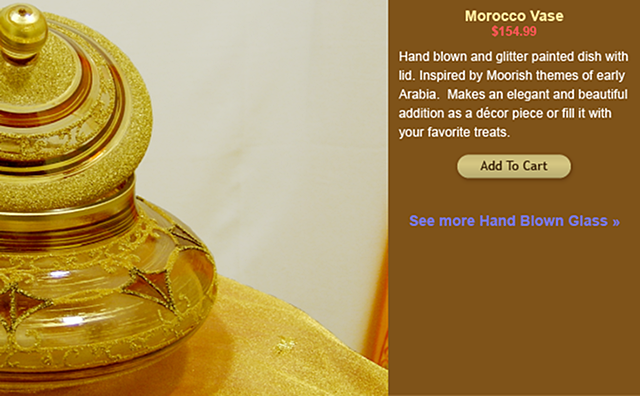 Morocco Vase
$154.99
Hand blown and glitter painted dish with
lid. Inspired by Moorish themes of early
Arabia.  Makes an elegant and beautiful
addition as a décor piece or fill it with
your favorite treats.
Add To Cart
See more Hand Blown Glass »